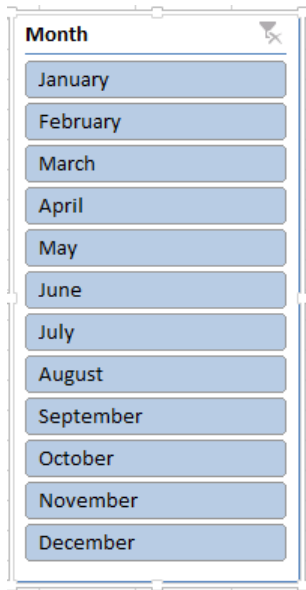 Month
January
February
March
April
May
June
July
August
September
October
November
December